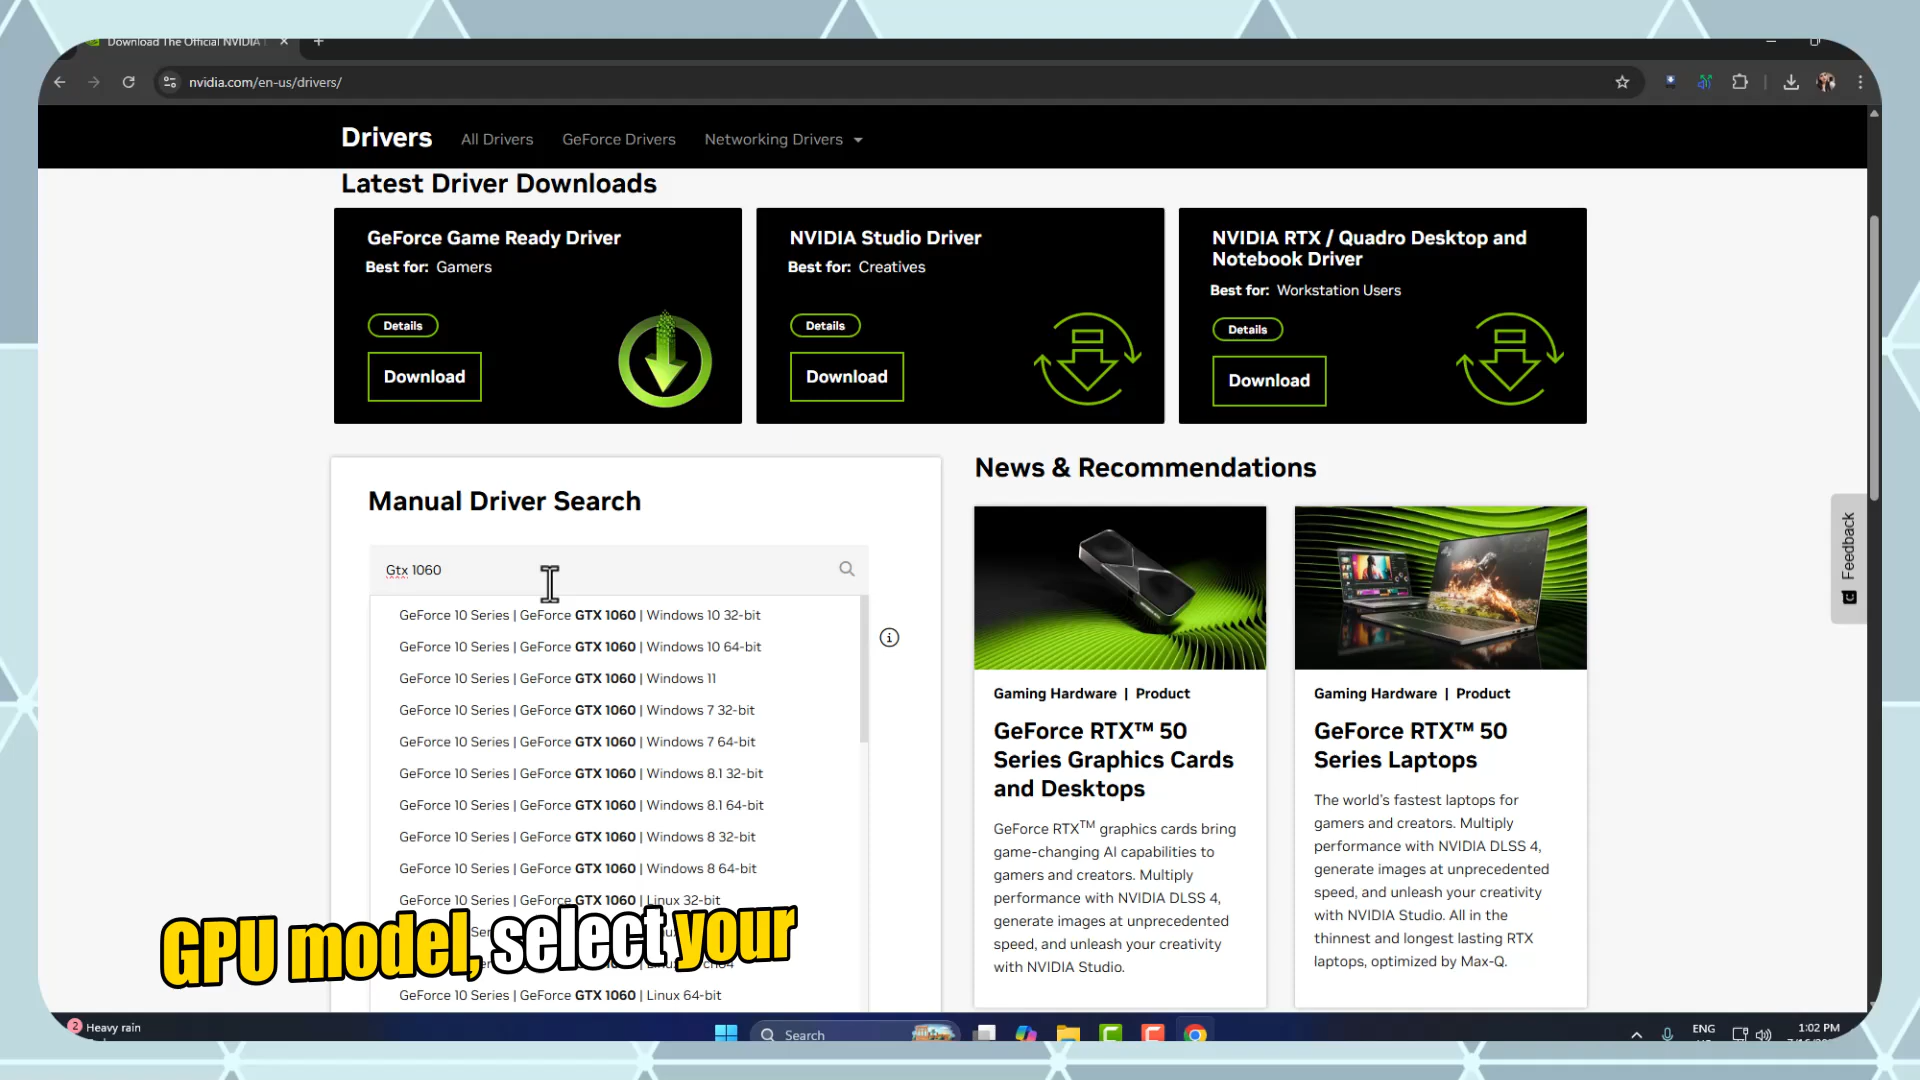 Download The Official NVIDIA
nvidia.com/en-us/drivers/
Drivers
All Drivers
GeForce Drivers
Networking Drivers
Latest Driver Downloads
GeForce Game Ready Driver
Best for: Gamers
Details
Download
NVIDIA Studio Driver
Best for: Creatives
Details
Download
NVIDIA RTX / Quadro Desktop and
Notebook Driver
Best for: Workstation Users
Details
Download
Manual Driver Search
Gtx 1060
GeForce 10 Series | GeForce GTX 1060 | Windows 10 32-bit
GeForce 10 Series | GeForce GTX 1060 | Windows 10 64-bit
GeForce 10 Series | GeForce GTX 1060 | Windows 11
GeForce 10 Series | GeForce GTX 1060 | Windows 7 32-bit
GeForce 10 Series | GeForce GTX 1060 | Windows 7 64-bit
GeForce 10 Series | GeForce GTX 1060 | Windows 8.1 32-bit
GeForce 10 Series | GeForce GTX 1060 | Windows 8.1 64-bit
GeForce 10 Series | GeForce GTX 1060 | Windows 8 32-bit
GeForce 10 Series | GeForce GTX 1060 | Windows 8 64-bit
GeForce 10 Series | GeForce GTX 1060 | Linux 32-bit
GeForce 10 Series | GeForce GTX 1060 | Linux 64-bit
GPU model, select your
News & Recommendations
Gaming Hardware | Product
GeForce RTX™ 50
Series Graphics Cards
and Desktops
GeForce RTX™ graphics cards bring
game-changing AI capabilities to
gamers and creators. Multiply
performance with NVIDIA DLSS 4,
generate images at unprecedented
speed, and unleash your creativity
with NVIDIA Studio.
Gaming Hardware | Product
GeForce RTX™ 50
Series Laptops
The world's fastest laptops for
gamers and creators. Multiply
performance with NVIDIA DLSS 4,
generate images at unprecedented
speed, and unleash your creativity
with NVIDIA Studio. All in the
thinnest and longest lasting RTX
laptops, optimized by Max-Q.
Feedback
2
Heavy rain
Search
ENG
1:02 PM